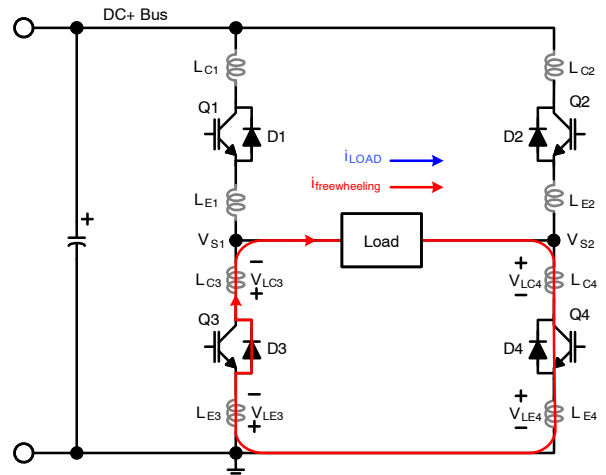 DC+ Bus
LC1
LC2
Q1
Q2
D1
D2
iLOAD
ifreewheeling
LE1
LE2
VS1
Load
VS2
− +
LC3
VLC3
VLC4
LC4
+ −
Q3
Q4
D3
D4
− +
LE3
VLE3
VLE4
LE4
+ −
+